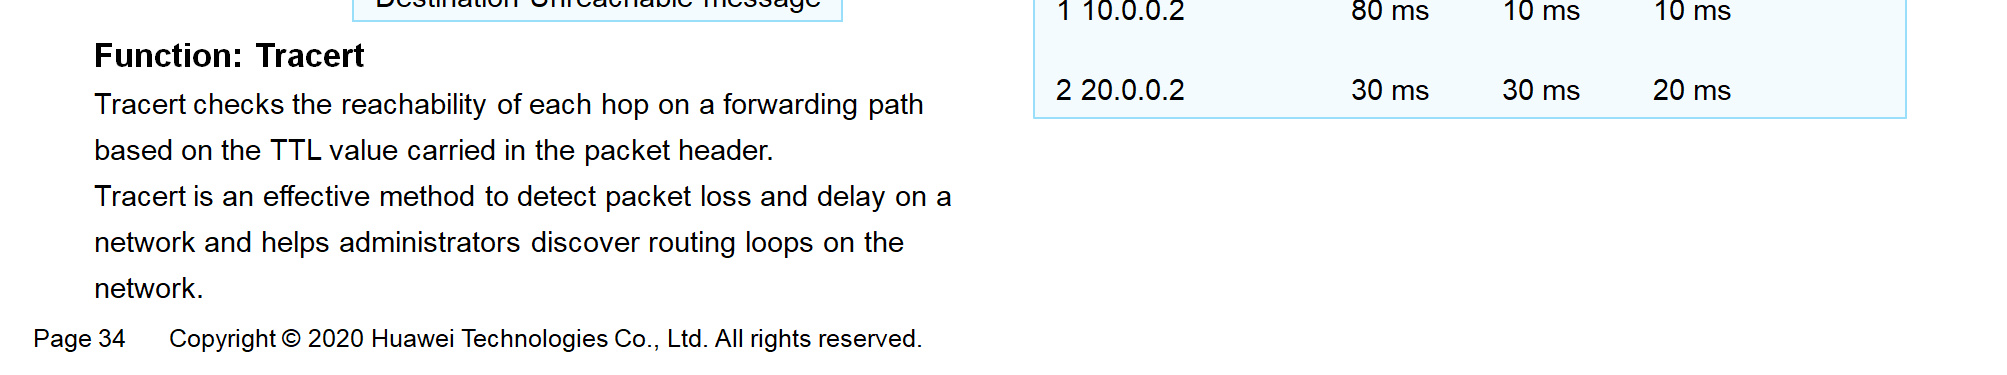 Destination Unreachable message
Function: Tracert
Tracert checks the reachability of each hop on a forwarding path
based on the TTL value carried in the packet header.
Tracert is an effective method to detect packet loss and delay on a
network and helps administrators discover routing loops on the
network.
1 10.0.0.2 80 ms 10 ms 10 ms
2 20.0.0.2 30 ms 30 ms 20 ms
Page 34 Copyright © 2020 Huawei Technologies Co., Ltd. All rights reserved.